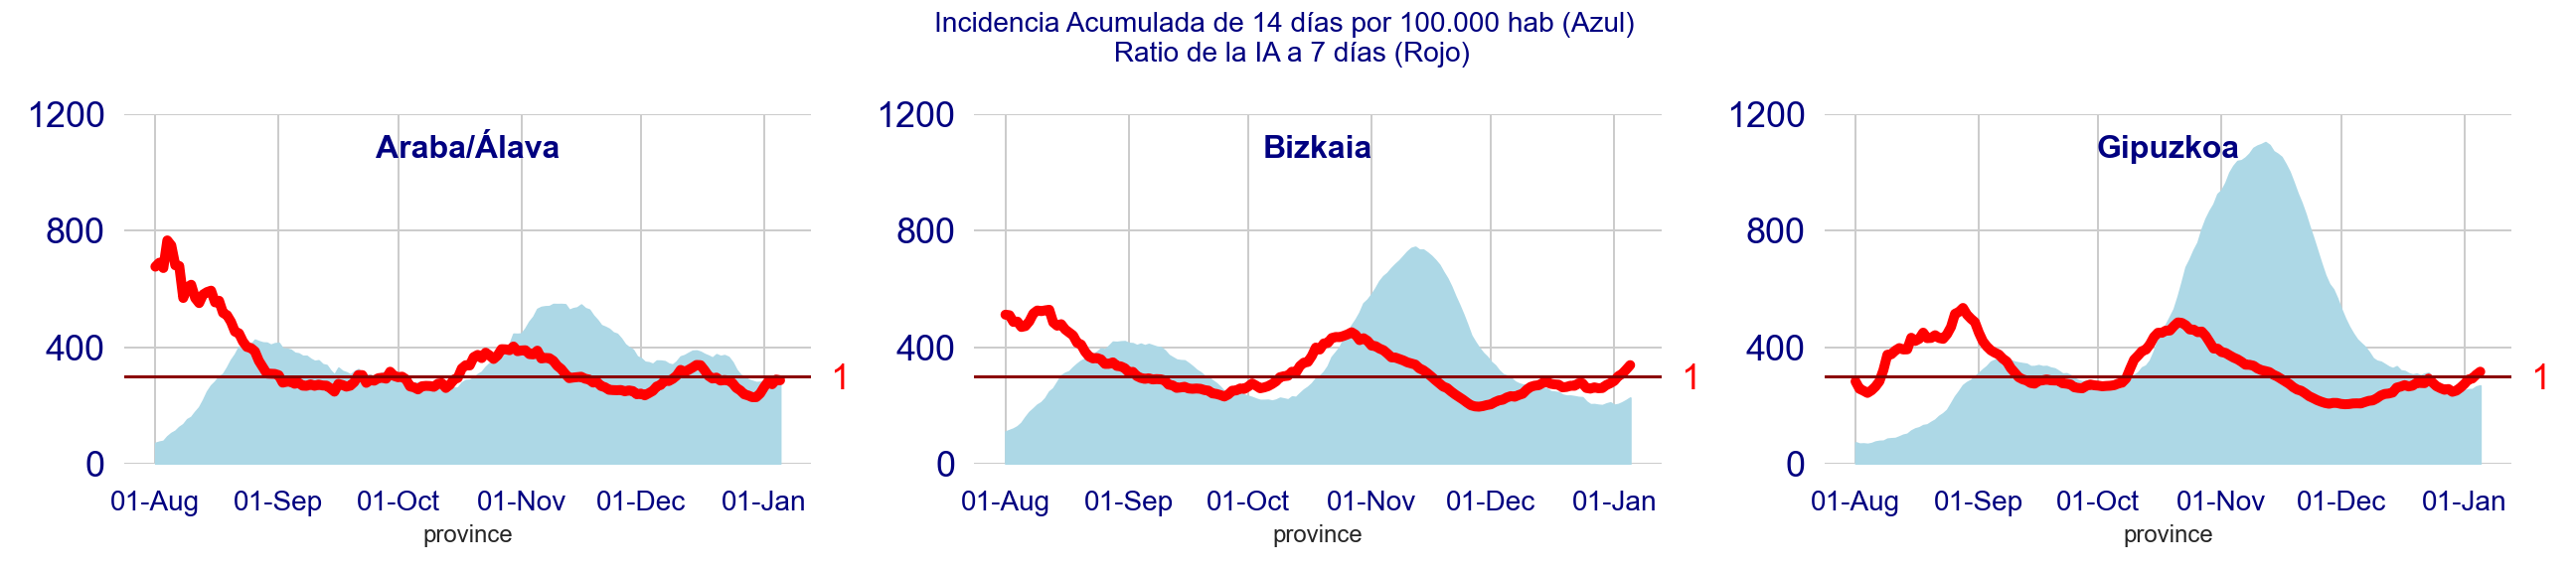 Incidencia Acumulada de 14 días por 100.000 hab (Azul)
Ratio de la IA a 7 días (Rojo)
Araba/Álava
1200
800
400
0
1
01-Aug 01-Sep 01-Oct 01-Nov 01-Dec 01-Jan
province
Bizkaia
1200
800
400
0
1
01-Aug 01-Sep 01-Oct 01-Nov 01-Dec 01-Jan
province
Gipuzkoa
1200
800
400
0
1
01-Aug 01-Sep 01-Oct 01-Nov 01-Dec 01-Jan
province